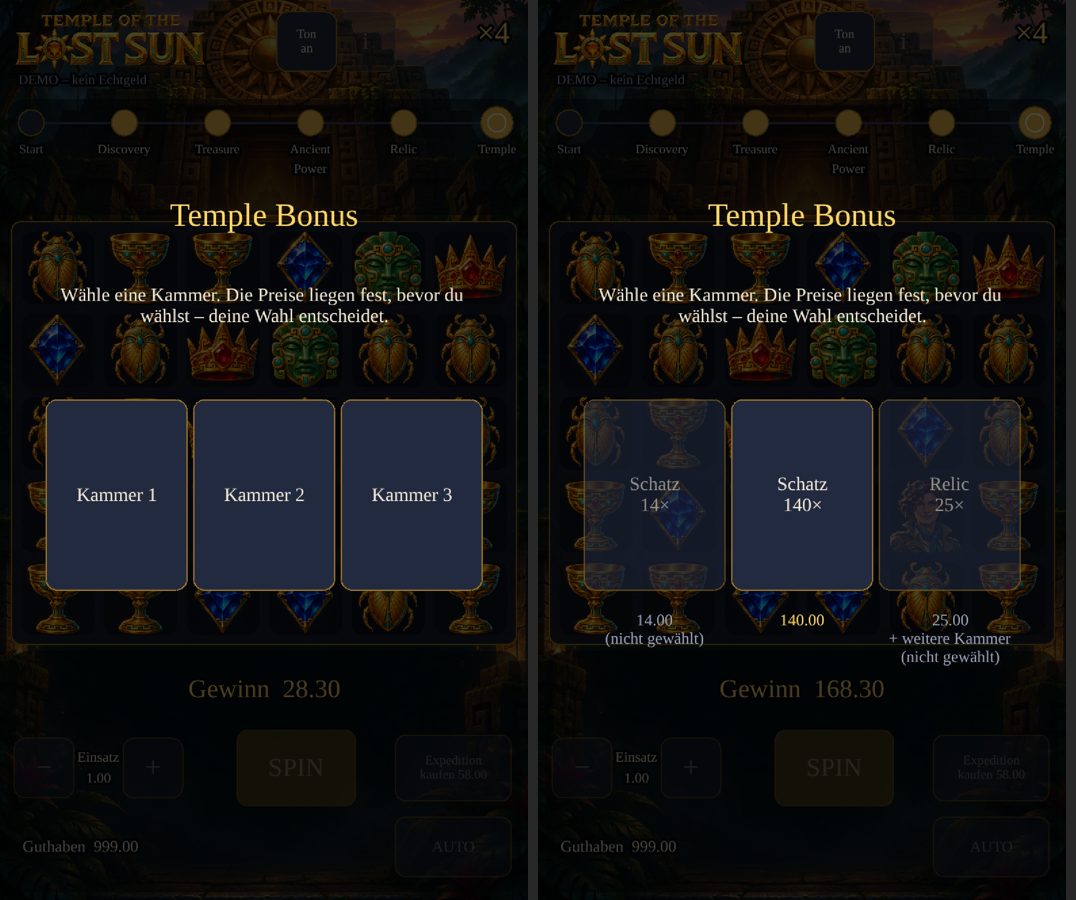 TEMPLE OF THE
LOST SUN
DEMO – kein Echtgeld
Ton
an
i
×4
Start
Discovery
Treasure
Ancient
Power
Relic
Temple
Temple Bonus
Wähle eine Kammer. Die Preise liegen fest, bevor du
wählst – deine Wahl entscheidet.
Kammer 1
Kammer 2
Kammer 3
Gewinn 28.30
−
Einsatz
1.00
+
SPIN
Expedition
kaufen 58.00
Guthaben 999.00
AUTO
TEMPLE OF THE
LOST SUN
DEMO – kein Echtgeld
Ton
an
i
×4
Start
Discovery
Treasure
Ancient
Power
Relic
Temple
Temple Bonus
Wähle eine Kammer. Die Preise liegen fest, bevor du
wählst – deine Wahl entscheidet.
Schatz
14×
Schatz
140×
Relic
25×
14.00
(nicht gewählt)
140.00
25.00
+ weitere Kammer
(nicht gewählt)
Gewinn 168.30
−
Einsatz
1.00
+
SPIN
Expedition
kaufen 58.00
Guthaben 999.00
AUTO